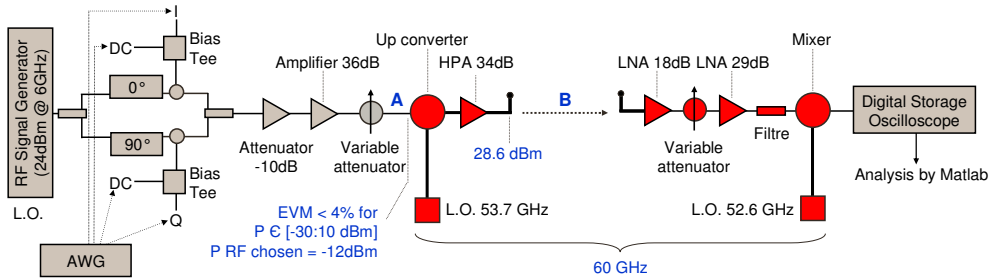 RF Signal Generator
(24dBm @ 6GHz)
L.O.
I
DC
Bias
Tee
0°
90°
DC
Bias
Tee
Q
AWG
Amplifier 36dB
Attenuator
-10dB
Variable
attenuator
A
Up converter
HPA 34dB
B
28.6 dBm
EVM < 4% for
P Є [-30:10 dBm]
P RF chosen = -12dBm
L.O. 53.7 GHz
60 GHz
LNA 18dB
LNA 29dB
Variable
attenuator
Filtre
Mixer
L.O. 52.6 GHz
Digital Storage
Oscilloscope
Analysis by Matlab